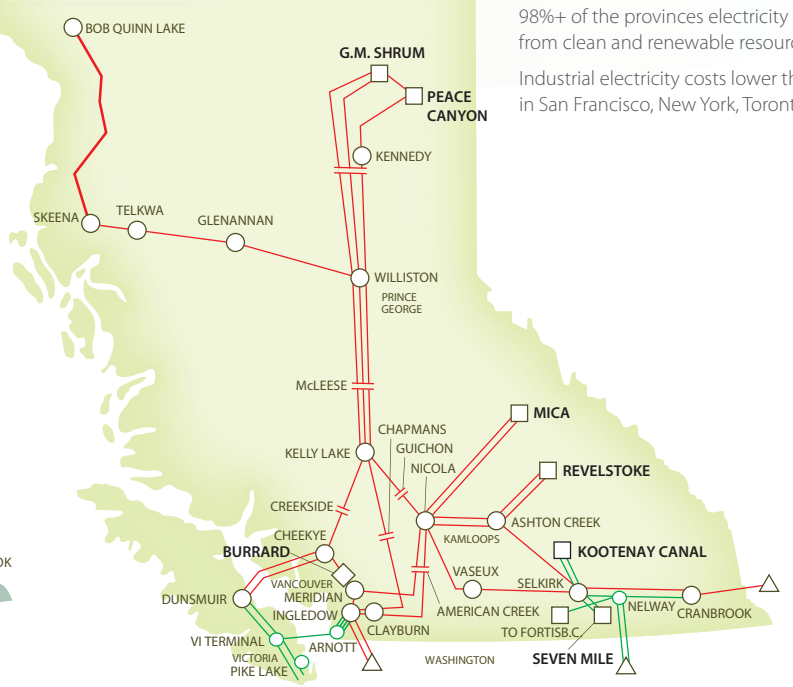 98%+ of the provinces electricity
from clean and renewable
Industrial electricity costs lower
in San Francisco, New York,
BOB QUINN LAKE
G.M. SHRUM
PEACE
CANYON
KENNEDY
SKEENA
TELKWA
GLENANNAN
WILLISTON
PRINCE
GEORGE
McLEESE
MICA
CHAPMANS
GUICHON
KELLY LAKE
NICOLA
REVELSTOKE
CREEKSIDE
ASHTON CREEK
KAMLOOPS
CHEEKYE
BURRARD
KOOTENAY CANAL
VASEUX
SELKIRK
VANCOUVER
MERIDIAN
DUNSMUIR
INGLEDOW
AMERICAN CREEK
NELWAY
CRANBROOK
CLAYBURN
TO FORTISB.C.
VI TERMINAL
ARNOTT
VICTORIA
PIKE LAKE
WASHINGTON
SEVEN MILE
OK